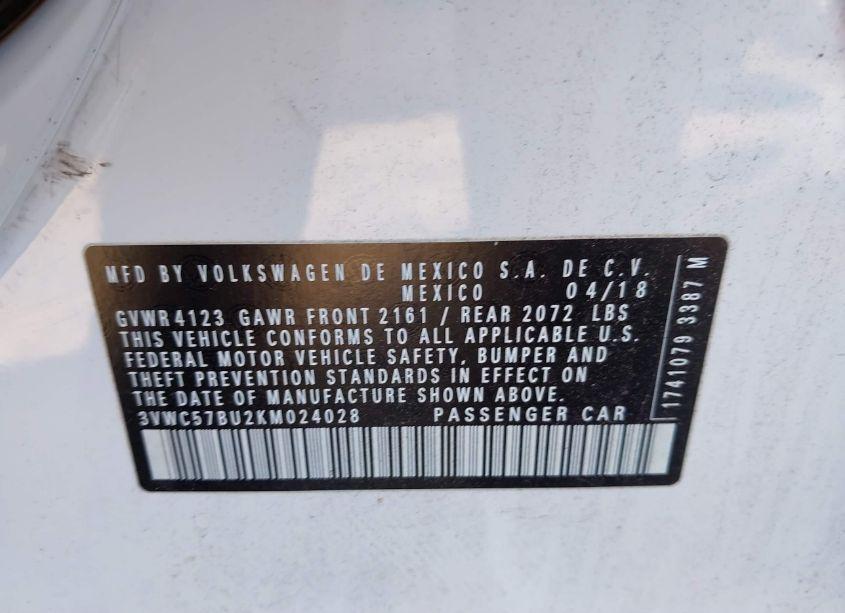 MFD BY VOLKSWAGEN DE MEXICO S.A. DE C.V.
MEXICO 04/18
GVWR 4123 GAWR FRONT 2161 / REAR 2072 LBS
THIS VEHICLE CONFORMS TO ALL APPLICABLE U.S.
FEDERAL MOTOR VEHICLE SAFETY, BUMPER AND
THEFT PREVENTION STANDARDS IN EFFECT ON
THE DATE OF MANUFACTURE SHOWN ABOVE.
3VWC57BU2KM024028 PASSENGER CAR
1741079 3387 M